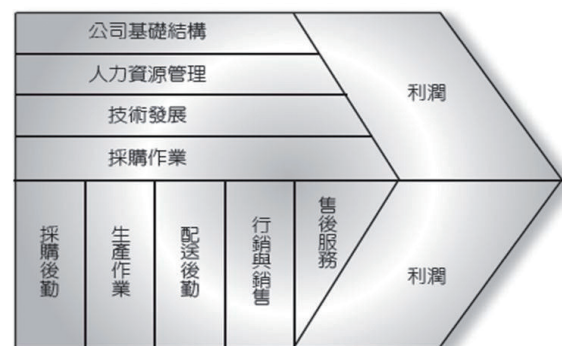 公司基礎結構
人力資源管理
技術發展
採購作業
利潤
採購後勤
生產作業
配送後勤
行銷與銷售
售後服務
利潤